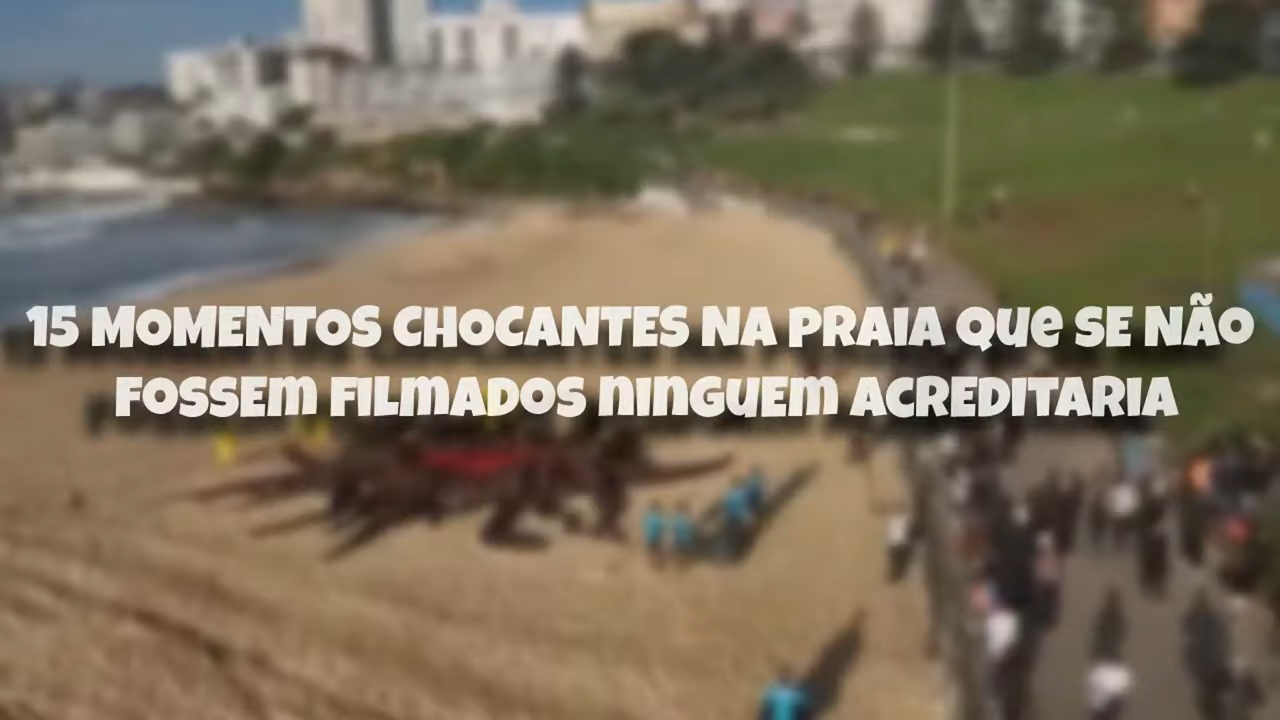 15 MOMENTOS CHOCANTES NA PRAIA QUE SE NÃO
FOSSEM FILMADOS NINGUEM ACREDITARIA